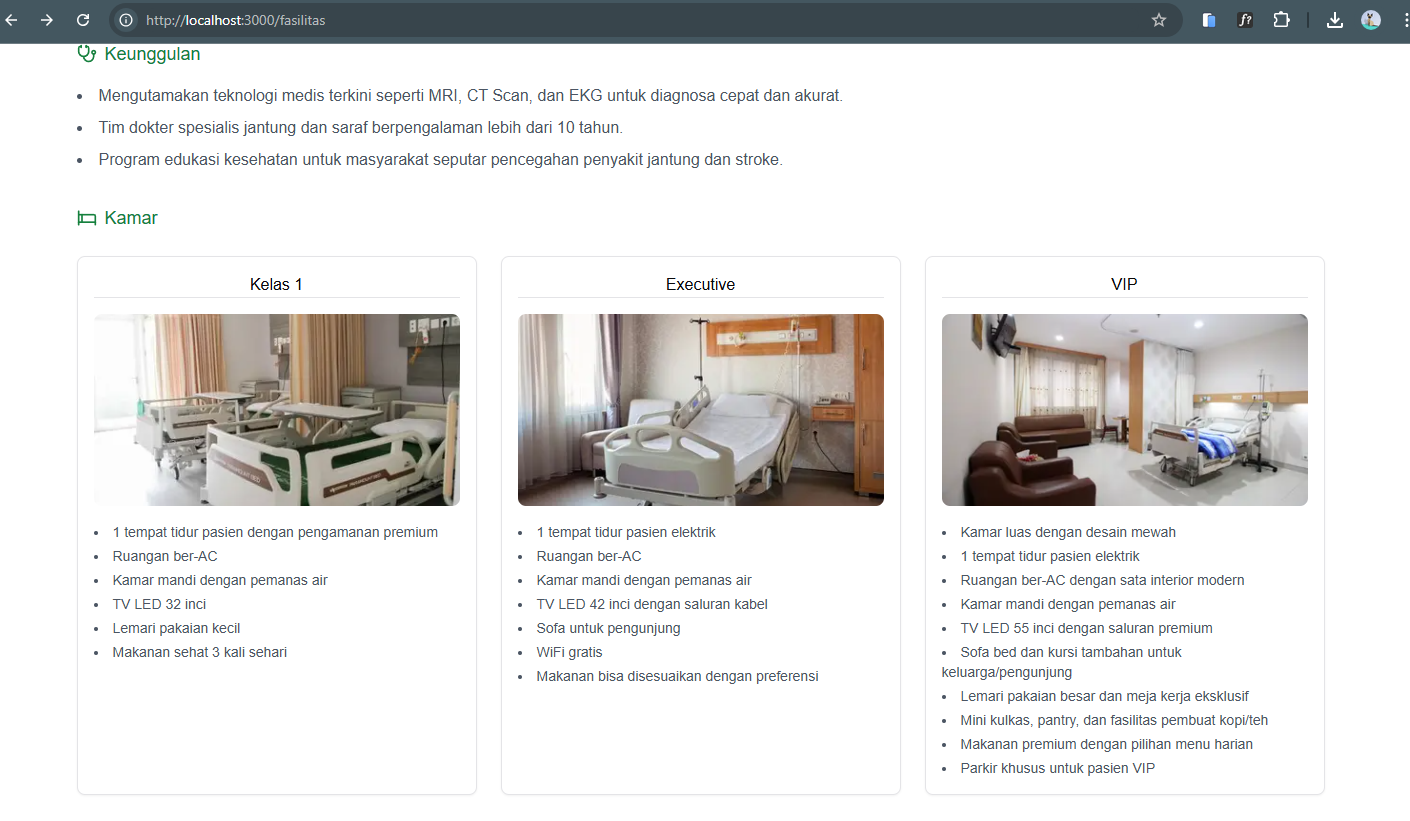 http://localhost:3000/fasilitas
Keunggulan
Mengutamakan teknologi medis terkini seperti MRI, CT Scan, dan EKG untuk diagnosa cepat dan akurat.
Tim dokter spesialis jantung dan saraf berpengalaman lebih dari 10 tahun.
Program edukasi kesehatan untuk masyarakat seputar pencegahan penyakit jantung dan stroke.
Kamar
Kelas 1
1 tempat tidur pasien dengan pengamanan premium
Ruangan ber-AC
Kamar mandi dengan pemanas air
TV LED 32 inci
Lemari pakaian kecil
Makanan sehat 3 kali sehari
Executive
1 tempat tidur pasien elektrik
Ruangan ber-AC
Kamar mandi dengan pemanas air
TV LED 42 inci dengan saluran kabel
Sofa untuk pengunjung
WiFi gratis
Makanan bisa disesuaikan dengan preferensi
VIP
Kamar luas dengan desain mewah
1 tempat tidur pasien elektrik
Ruangan ber-AC dengan sata interior modern
Kamar mandi dengan pemanas air
TV LED 55 inci dengan saluran premium
Sofa bed dan kursi tambahan untuk
keluarga/pengunjung
Lemari pakaian besar dan meja kerja eksklusif
Mini kulkas, pantry, dan fasilitas pembuat kopi/teh
Makanan premium dengan pilihan menu harian
Parkir khusus untuk pasien VIP